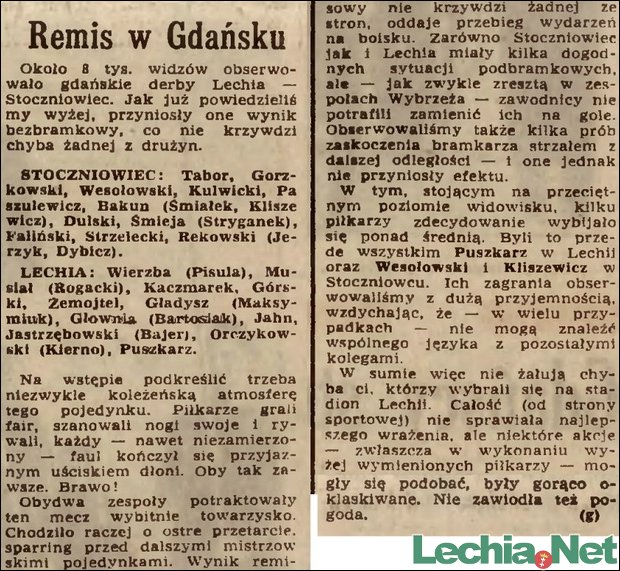 Remis w Gdańsku
Około 8 tys. widzów obserwo-
wało gdańskie derby Lechia —
Stoczniowiec. Jak już powiedzieliś
my wyżej, przyniosły one wynik
bezbramkowy, co nie krzywdzi
chyba żadnej z drużyn.
STOCZNIOWIEC: Tabor, Gorz-
kowski, Wesołowski, Kulwicki, Pa
szulewicz, Bakun (Śmiałek, Klisze
wicz), Dulski, Śmieja (Stryganek),
Faliński, Strzelecki, Rekowski (Je-
rzyk, Dybicz).
LECHIA: Wierzba (Pisula), Mu-
siał (Rogacki), Kaczmarek, Górs-
ki, Żemojtel, Gładysz (Maksy-
miuk), Głownia (Bartosiak), Jahn,
Jastrzębowski (Bajer), Orczykow-
ski (Kierno), Puszkarz.
Na wstępie podkreślić trzeba
niezwykle koleżeńską atmosferę
tego pojedynku. Piłkarze grali
fair, szanowali nogi swoje i ry-
wali, każdy — nawet niezamierzo-
ny — faul kończył się przyjaz-
nym uściskiem dłoni. Oby tak za-
wsze. Brawo!
Obydwa zespoły potraktowały
ten mecz wybitnie towarzysko.
Chodziło raczej o ostre przetarcie,
sparring przed dalszymi mistrzow
skimi pojedynkami. Wynik remi-
sowy nie krzywdzi żadnej ze
stron, oddaje przebieg wydarzeń
na boisku. Zarówno Stoczniowiec
jak i Lechia miały kilka dogod-
nych sytuacji podbramkowych,
ale — jak zwykle zresztą w zes-
połach Wybrzeża — zawodnicy nie
potrafili zamienić ich na gole.
Obserwowaliśmy także kilka prób
zaskoczenia bramkarza strzałem z
dalszej odległości — i one jednak
nie przyniosły efektu.
W tym, stojącym na przecięt-
nym poziomie widowisku, kilku
piłkarzy zdecydowanie wybijało
się ponad średnią. Byli to prze-
de wszystkim Puszkarz w Lechii
oraz Wesołowski i Kliszewicz w
Stoczniowcu. Ich zagrania obser-
wowaliśmy z dużą przyjemnością,
wzdychając, że — w wielu przy-
padkach — nie mogą znaleźć
wspólnego języka z pozostałymi
kolegami.
W sumie więc nie żałują chy-
ba ci, którzy wybrali się na sta-
dion Lechii. Całość (od strony
sportowej) nie sprawiała najlep-
szego wrażenia, ale niektóre akcje
— zwłaszcza w wykonaniu wy-
żej wymienionych piłkarzy — mo-
gły się podobać, były gorąco o-
klaskiwane. Nie zawiodła też po-
goda. (g)
Lechia.Net